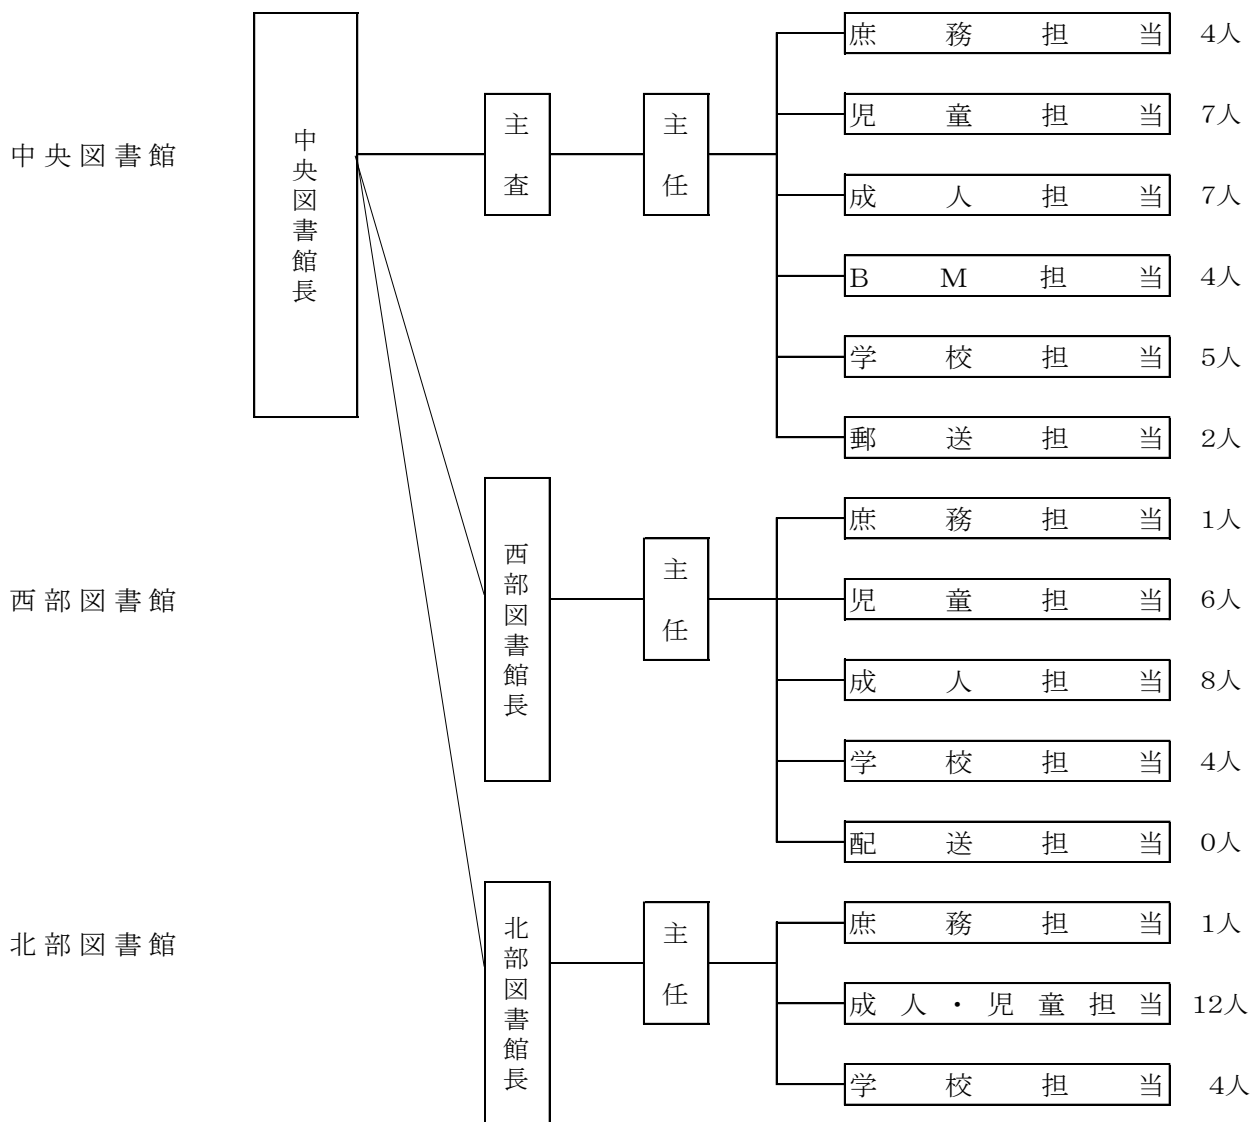 中央図書館
中央図書館長
主査
主任
庶務担当 4人
児童担当 7人
成人担当 7人
BM担当 4人
学校担当 5人
郵送担当 2人
西部図書館
西部図書館長
主任
庶務担当 1人
児童担当 6人
成人担当 8人
学校担当 4人
配送担当 0人
北部図書館
北部図書館長
主任
庶務担当 1人
成人・児童担当 12人
学校担当 4人